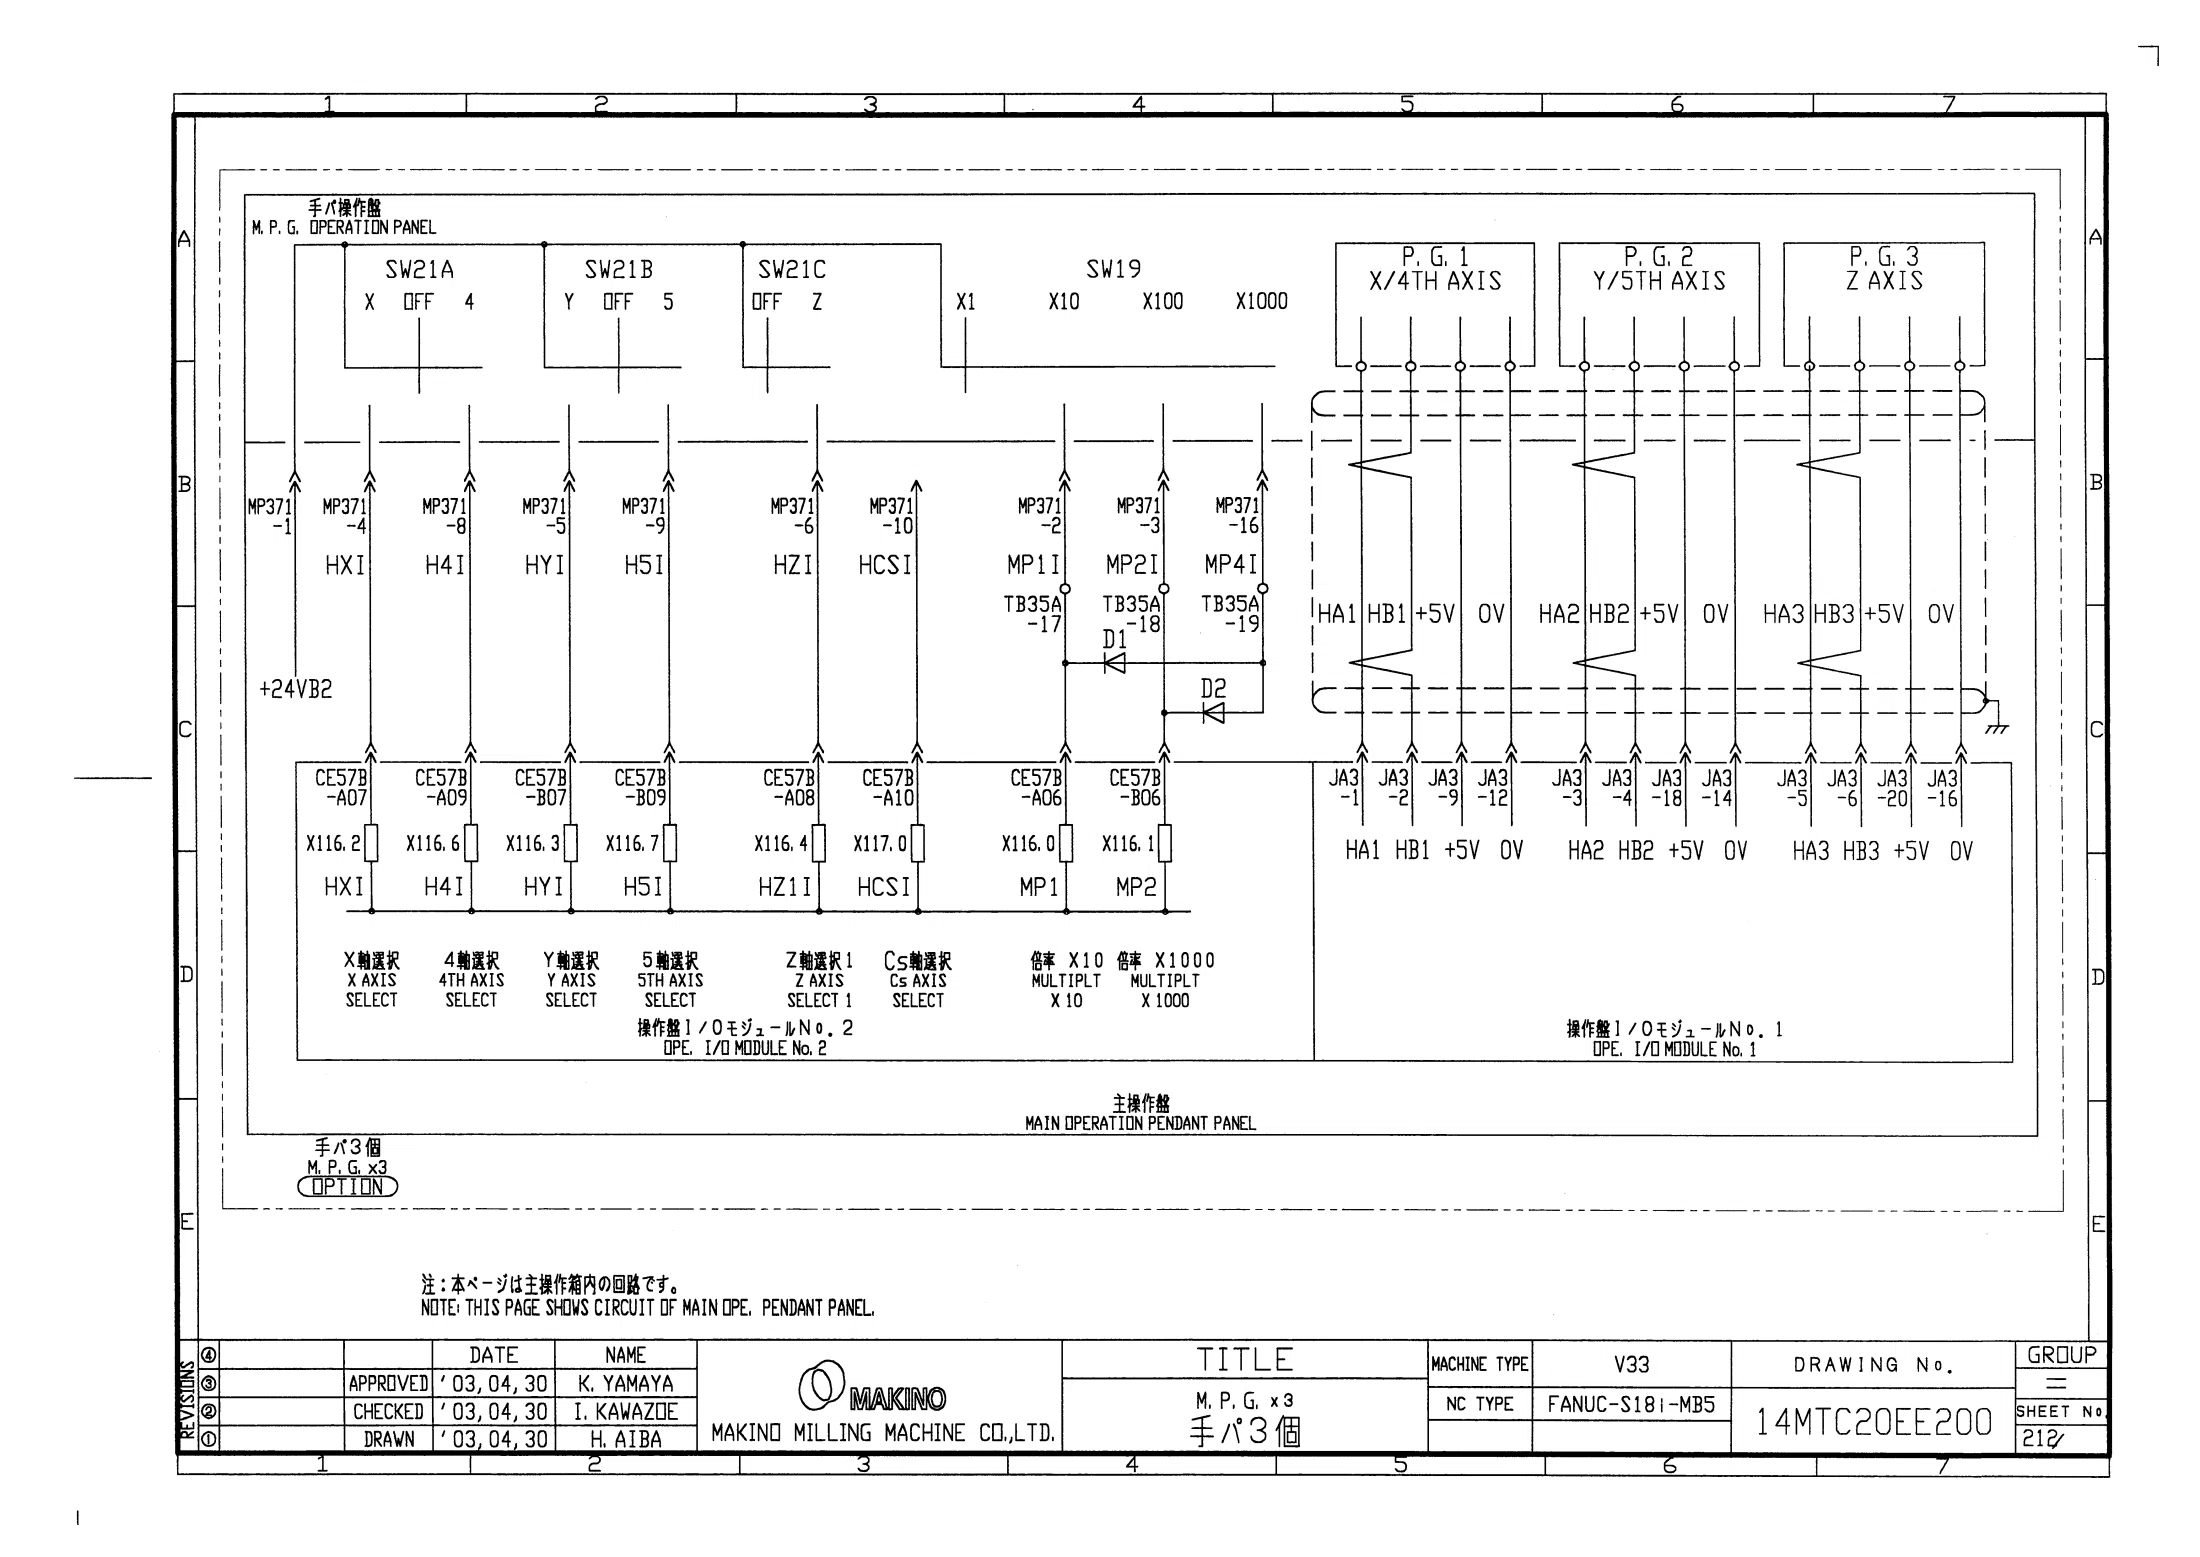 1 2 3 4 5 6 7
A A
B B
C C
D D
E E
手パ操作盤
M. P. G. OPERATION PANEL
SW21A SW21B SW21C SW19
X OFF 4 Y OFF 5 OFF Z X1 X10 X100 X1000
P. G. 1 P. G. 2 P. G. 3
X/4TH AXIS Y/5TH AXIS Z AXIS
MP371 MP371 MP371 MP371 MP371 MP371 MP371 MP371 MP371 MP371
-1 -4 -8 -5 -9 -6 -10 -2 -3 -16
HXI H4I HYI H5I HZI HCSI MP1I MP2I MP4I
TB35A TB35A TB35A
-17 -18 -19
HA1 HB1 +5V 0V HA2 HB2 +5V 0V HA3 HB3 +5V 0V
D1
+24VB2
D2
CE57B CE57B CE57B CE57B CE57B CE57B CE57B CE57B
-A07 -A09 -B07 -B09 -A08 -A10 -A06 -B06
JA3 JA3 JA3 JA3 JA3 JA3 JA3 JA3 JA3 JA3 JA3 JA3
-1 -2 -9 -12 -3 -4 -18 -14 -5 -6 -20 -16
X116.2 X116.6 X116.3 X116.7 X116.4 X117.0 X116.0 X116.1
HA1 HB1 +5V 0V HA2 HB2 +5V 0V HA3 HB3 +5V 0V
HXI H4I HYI H5I HZ1I HCSI MP1 MP2
X軸選択 4軸選択 Y軸選択 5軸選択 Z軸選択1 Cs軸選択 倍率 X10 倍率 X1000
X AXIS 4TH AXIS Y AXIS 5TH AXIS Z AXIS Cs AXIS MULTIPLT MULTIPLT
SELECT SELECT SELECT SELECT SELECT 1 SELECT X10 X1000
操作盤I/OモジュールNo. 2
OPE. I/O MODULE No. 2
操作盤I/OモジュールNo. 1
OPE. I/O MODULE No. 1
主操作盤
MAIN OPERATION PENDANT PANEL
手パ3個
M. P. G. x3
OPTION
注:本ページは主操作箱内の回路です。
NOTE: THIS PAGE SHOWS CIRCUIT OF MAIN OPE. PENDANT PANEL.
REVISIONS
④ DATE NAME
③ APPROVED '03,04,30 K. YAMAYA
② CHECKED '03,04,30 I. KAWAZOE
① DRAWN '03,04,30 H. AIBA
MAKINO
MAKINO MILLING MACHINE CO.,LTD.
TITLE
M. P. G. x3
手パ3個
MACHINE TYPE V33
NC TYPE FANUC-S18i-MB5
DRAWING No.
14MTC20EE200
GROUP
=
SHEET No.
212/
1 2 3 4 5 6 7